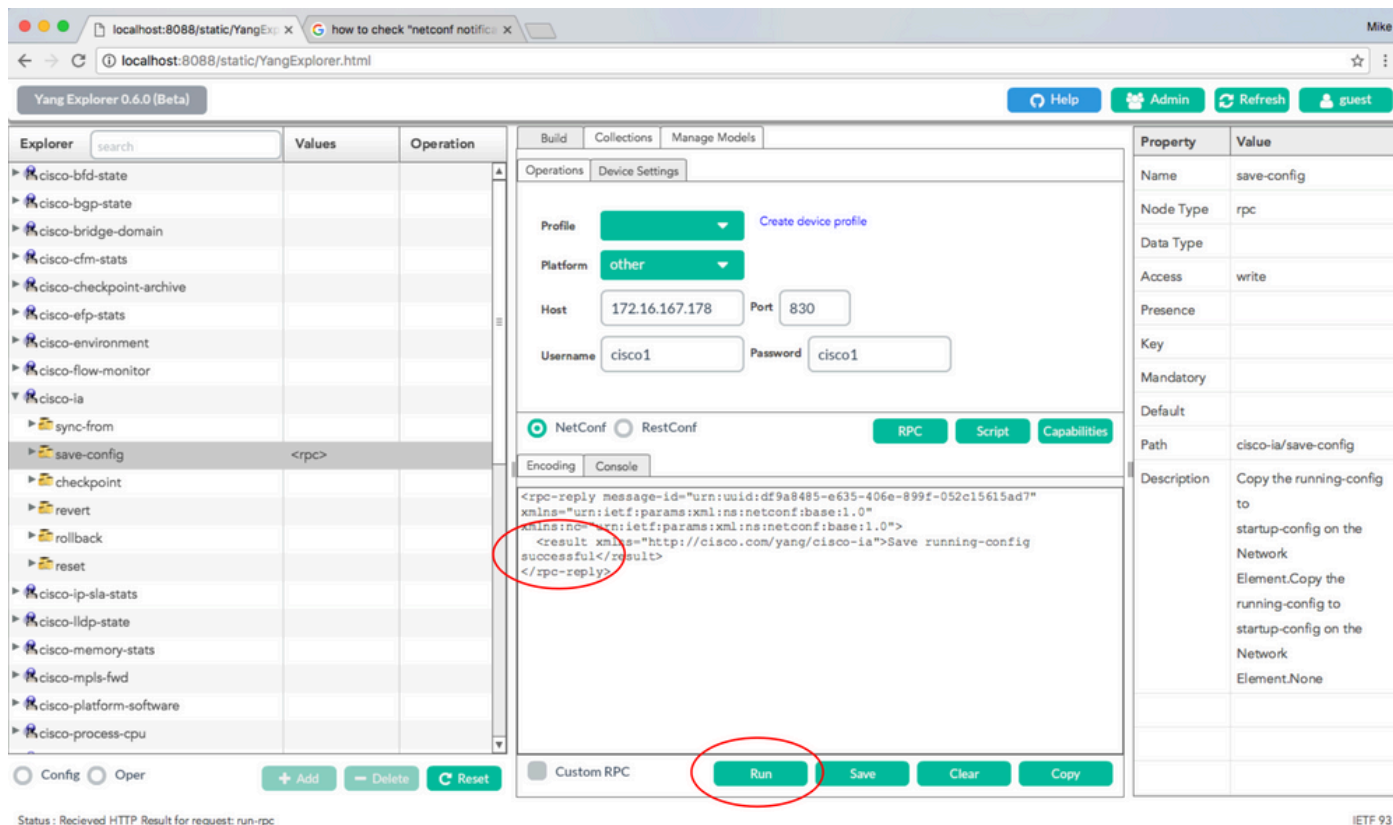 localhost:8088/static/YangExp
how to check "netconf notifica
Mike
localhost:8088/static/YangExplorer.html
Yang Explorer 0.6.0 (Beta)
Help
Admin
Refresh
guest
Explorer
search
Values
Operation
cisco-bfd-state
cisco-bgp-state
cisco-bridge-domain
cisco-cfm-stats
cisco-checkpoint-archive
cisco-efp-stats
cisco-environment
cisco-flow-monitor
cisco-ia
sync-from
save-config <rpc>
checkpoint
revert
rollback
reset
cisco-ip-sla-stats
cisco-lldp-state
cisco-memory-stats
cisco-mpls-fwd
cisco-platform-software
cisco-process-cpu
Config
Oper
Add
Delete
Reset
Build
Collections
Manage Models
Operations
Device Settings
Profile
Create device profile
Platform other
Host 172.16.167.178 Port 830
Username cisco1 Password cisco1
NetConf
RestConf
RPC
Script
Capabilities
Encoding
Console
<rpc-reply message-id="urn:uuid:df9a8485-e635-406e-899f-052c15615ad7"
xmlns="urn:ietf:params:xml:ns:netconf:base:1.0"
xmlns:nc="urn:ietf:params:xml:ns:netconf:base:1.0">
<result xmlns="http://cisco.com/yang/cisco-ia">Save running-config
successful</result>
</rpc-reply>
Custom RPC
Run
Save
Clear
Copy
Property Value
Name save-config
Node Type rpc
Data Type
Access write
Presence
Key
Mandatory
Default
Path cisco-ia/save-config
Description Copy the running-config
to
startup-config on the
Network
Element.Copy the
running-config to
startup-config on the
Network
Element.None
Status : Recieved HTTP Result for request: run-rpc
IETF 93